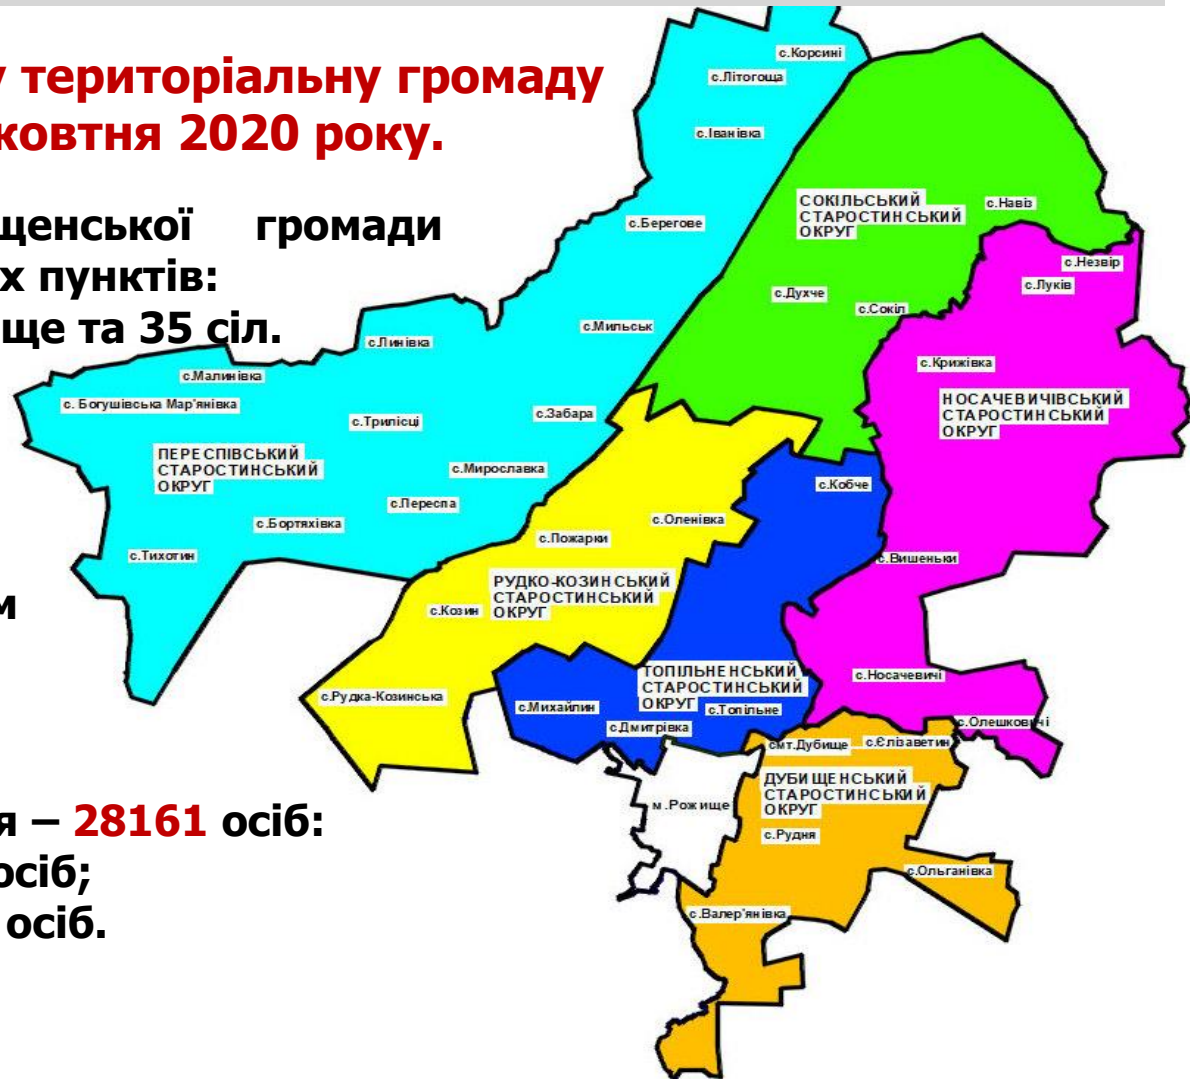 у територіальну громаду
жовтня 2020 року.
щенської громади
х пунктів:
ще та 35 сіл.
м
я – 28161 осіб:
осіб;
осіб.
с.Корсині
с.Літогоща
с.Іванівка
с.Берегове
с.Мильськ
с.Линівка
с.Малинівка
с. Богушівська Мар'янівка
с.Трилісці
с.Забара
ПЕРЕСПІВСЬКИЙ
СТАРОСТИНСЬКИЙ
ОКРУГ
с.Мирославка
с.Переспа
с.Бортяхівка
с.Тихотин
СОКІЛЬСЬКИЙ
СТАРОСТИНСЬКИЙ
ОКРУГ
с.Навіз
с.Духче
с.Сокіл
с.Незвір
с.Луків
с.Крижівка
НОСАЧЕВИЧІВСЬКИЙ
СТАРОСТИНСЬКИЙ
ОКРУГ
с.Вишеньки
с.Носачевичі
с.Олешковичі
с.Оленівка
с.Пожарки
РУДКО-КОЗИНСЬКИЙ
СТАРОСТИНСЬКИЙ
ОКРУГ
с.Козин
с.Рудка-Козинська
с.Кобче
ТОПІЛЬНЕНСЬКИЙ
СТАРОСТИНСЬКИЙ
ОКРУГ
с.Михайлин
с.Топільне
с.Дмитрівка
м.Рожище
смт.Дубище
с.Єлізаветин
ДУБИЩЕНСЬКИЙ
СТАРОСТИНСЬКИЙ
ОКРУГ
с.Рудня
с.Ольганівка
с.Валер'янівка